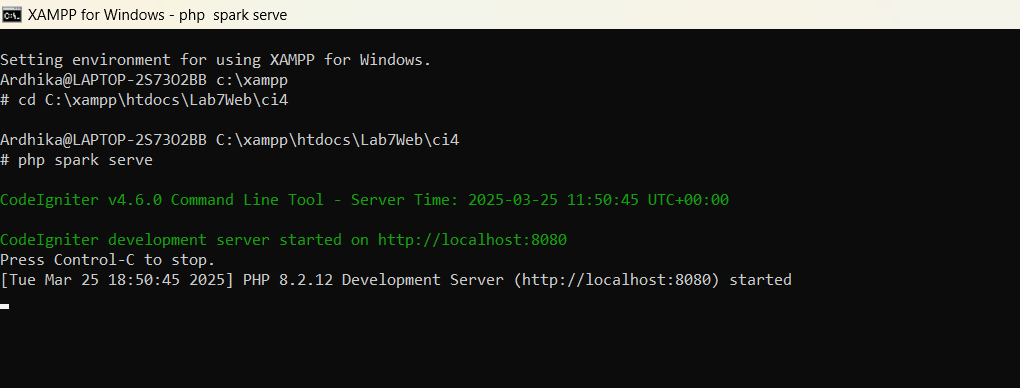 XAMPP for Windows - php  spark serve
Setting environment for using XAMPP for Windows.
Ardhika@LAPTOP-2S73O2BB c:\xampp
# cd C:\xampp\htdocs\Lab7Web\ci4
Ardhika@LAPTOP-2S73O2BB C:\xampp\htdocs\Lab7Web\ci4
# php spark serve
CodeIgniter v4.6.0 Command Line Tool - Server Time: 2025-03-25 11:50:45 UTC+00:00
CodeIgniter development server started on http://localhost:8080
Press Control-C to stop.
[Tue Mar 25 18:50:45 2025] PHP 8.2.12 Development Server (http://localhost:8080) started